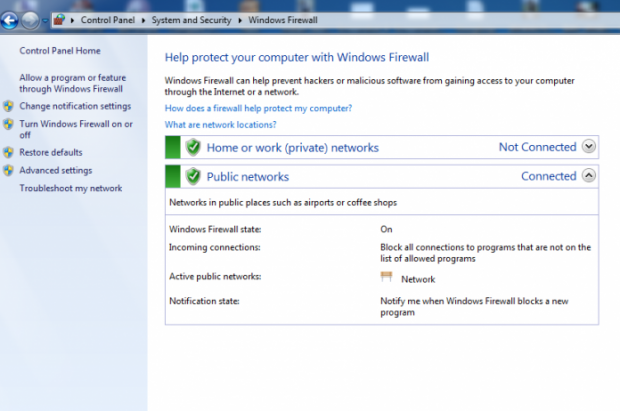 Control Panel ▸ System and Security ▸ Windows Firewall
Control Panel Home
Allow a program or feature
through Windows Firewall
Change notification settings
Turn Windows Firewall on or
off
Restore defaults
Advanced settings
Troubleshoot my network
Help protect your computer with Windows Firewall
Windows Firewall can help prevent hackers or malicious software from gaining access to your computer
through the Internet or a network.
How does a firewall help protect my computer?
What are network locations?
Home or work (private) networks Not Connected
Public networks Connected
Networks in public places such as airports or coffee shops
Windows Firewall state: On
Incoming connections: Block all connections to programs that are not on the
list of allowed programs
Active public networks: Network
Notification state: Notify me when Windows Firewall blocks a new
program